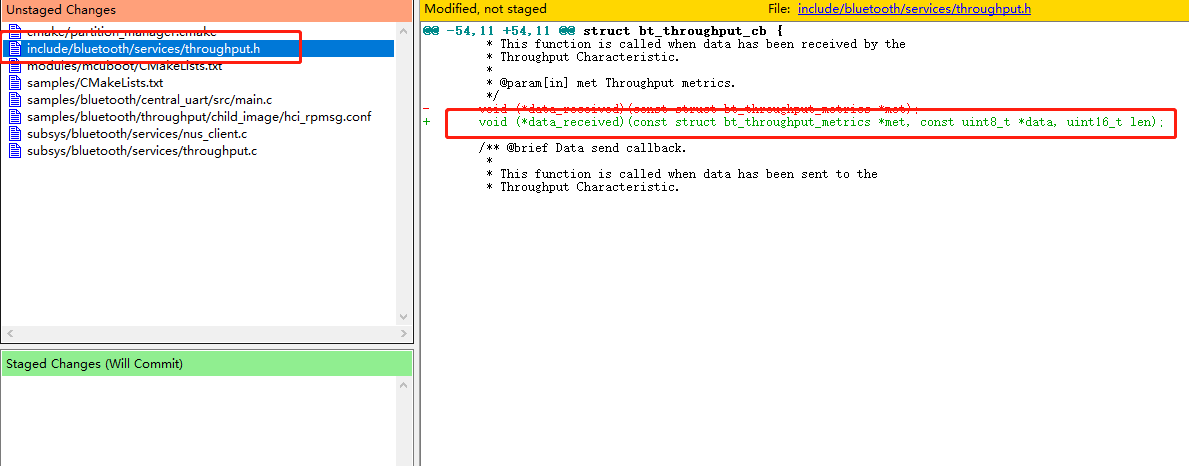 Unstaged Changes
cmake/partition_manager.cmake
include/bluetooth/services/throughput.h
modules/mcuboot/CMakeLists.txt
samples/CMakeLists.txt
samples/bluetooth/central_uart/src/main.c
samples/bluetooth/throughput/child_image/hci_rpmsg.conf
subsys/bluetooth/services/nus_client.c
subsys/bluetooth/services/throughput.c
Staged Changes (Will Commit)
Modified, not staged File: include/bluetooth/services/throughput.h
@@ -54,11 +54,11 @@ struct bt_throughput_cb {
* This function is called when data has been received by the
* Throughput Characteristic.
*
* @param[in] met Throughput metrics.
*/
- void (*data_received)(const struct bt_throughput_metrics *met);
+ void (*data_received)(const struct bt_throughput_metrics *met, const uint8_t *data, uint16_t len);
/** @brief Data send callback.
*
* This function is called when data has been sent to the
* Throughput Characteristic.